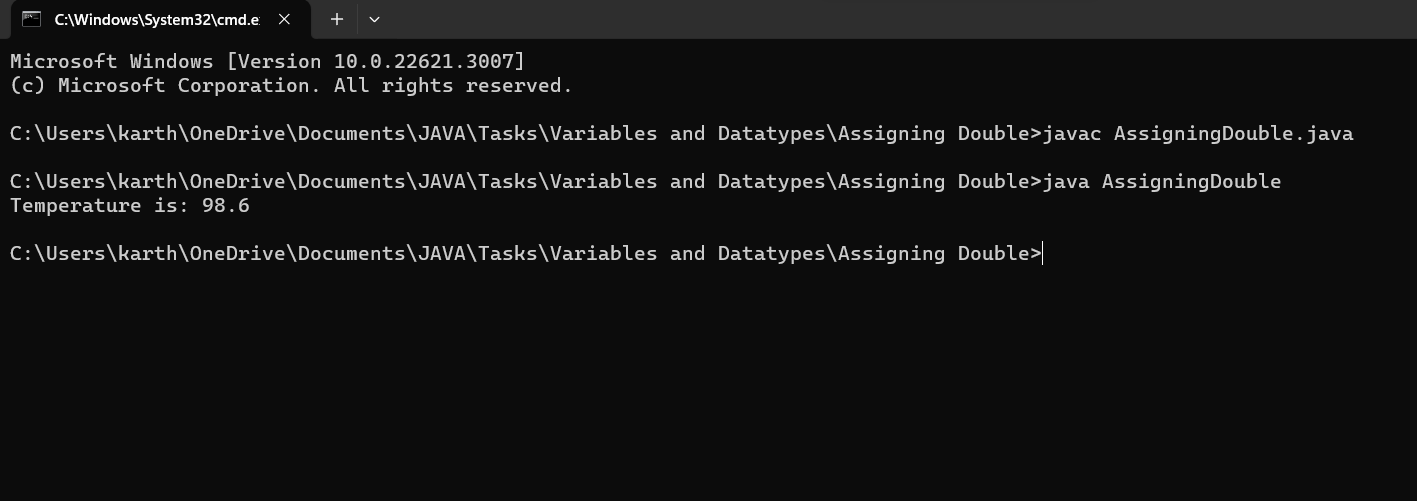 C:\Windows\System32\cmd.e
Microsoft Windows [Version 10.0.22621.3007]
(c) Microsoft Corporation. All rights reserved.
C:\Users\karth\OneDrive\Documents\JAVA\Tasks\Variables and Datatypes\Assigning Double>javac AssigningDouble.java
C:\Users\karth\OneDrive\Documents\JAVA\Tasks\Variables and Datatypes\Assigning Double>java AssigningDouble
Temperature is: 98.6
C:\Users\karth\OneDrive\Documents\JAVA\Tasks\Variables and Datatypes\Assigning Double>